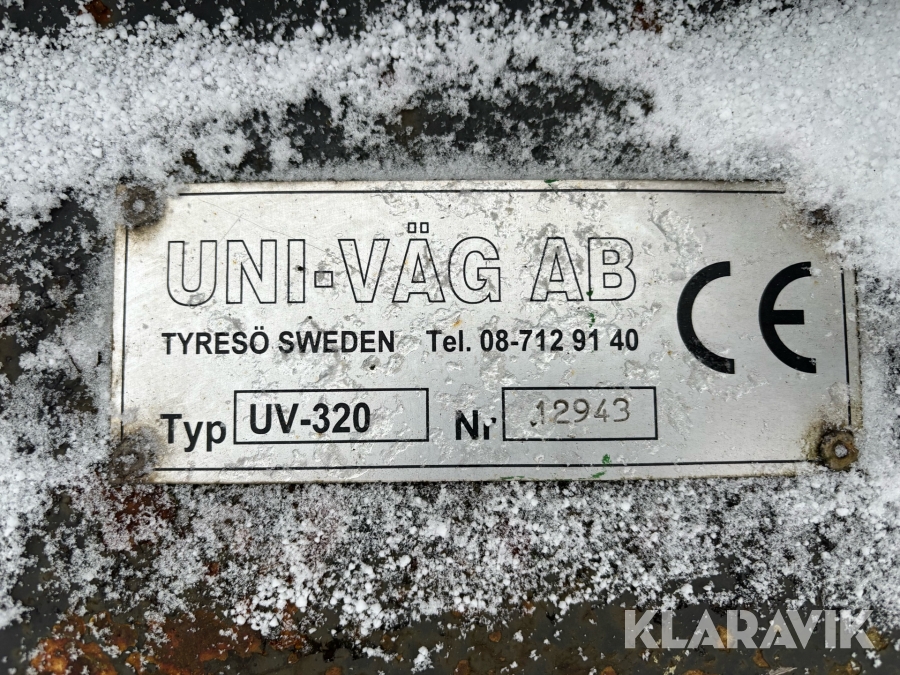 UNI-VÄG AB
TYRESÖ SWEDEN Tel. 08-712 91 40
CE
Typ UV-320 Nr 12943
KLARAVIK